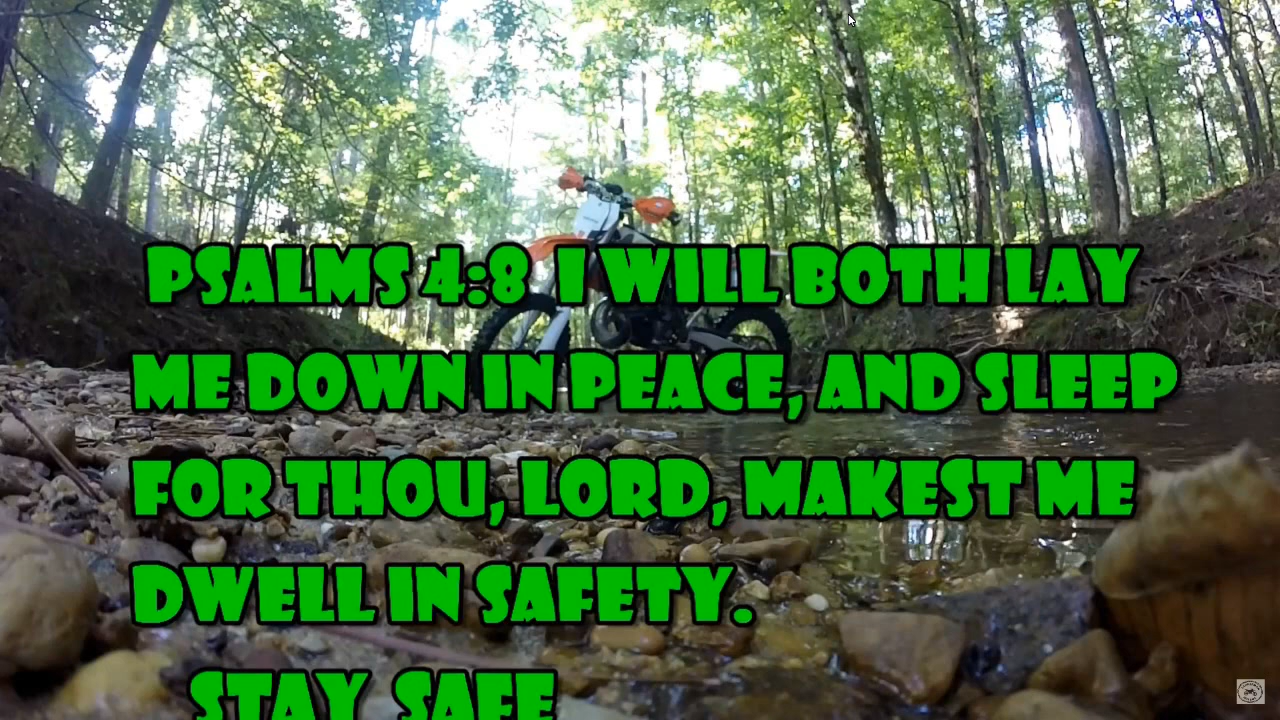 PSALMS 4:8 I WILL BOTH LAY
ME DOWN IN PEACE, AND SLEEP
FOR THOU, LORD, MAKEST ME
DWELL IN SAFETY.
STAY SAFE